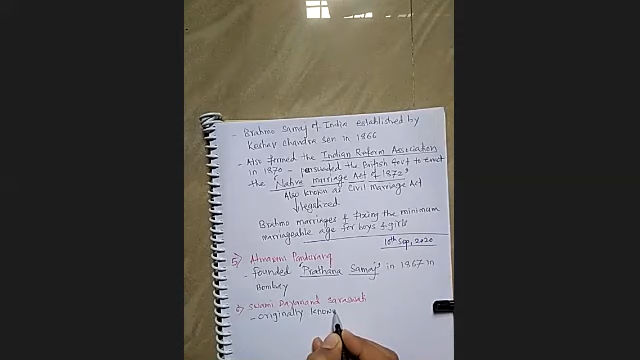 - Brahmo Samaj of India established by
Keshav Chandra Sen in 1866
- Also formed the Indian Reform Association
in 1870 - persuaded the British Govt to enact
the "Native marriage Act of 1872"
Also known as Civil Marriage Act
↓ legalized
Brahmo marriages & fixing the minimum
marriageable age for boys & girls
10th Sep, 2020
5) Atmaram Pandurang
- Founded 'Prathana Samaj' in 1867 in
Bombay
6) Swami Dayanand Saraswati
- Originally know